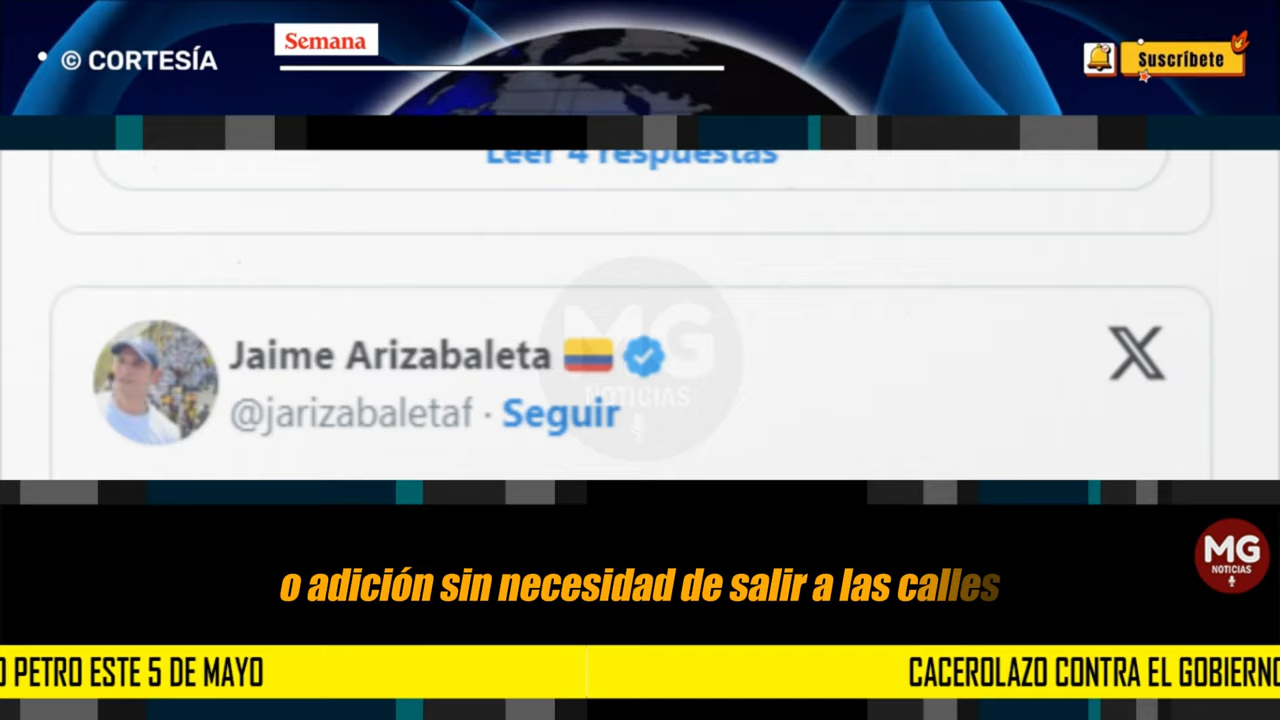 © CORTESÍA
Semana
Suscríbete
Leer 4 respuestas
Jaime Arizabaleta
@jarizabaletaf · Seguir
MG
NOTICIAS
o adición sin necesidad de salir a las calles
MG
NOTICIAS
O PETRO ESTE 5 DE MAYO
CACEROLAZO CONTRA EL GOBIERNO